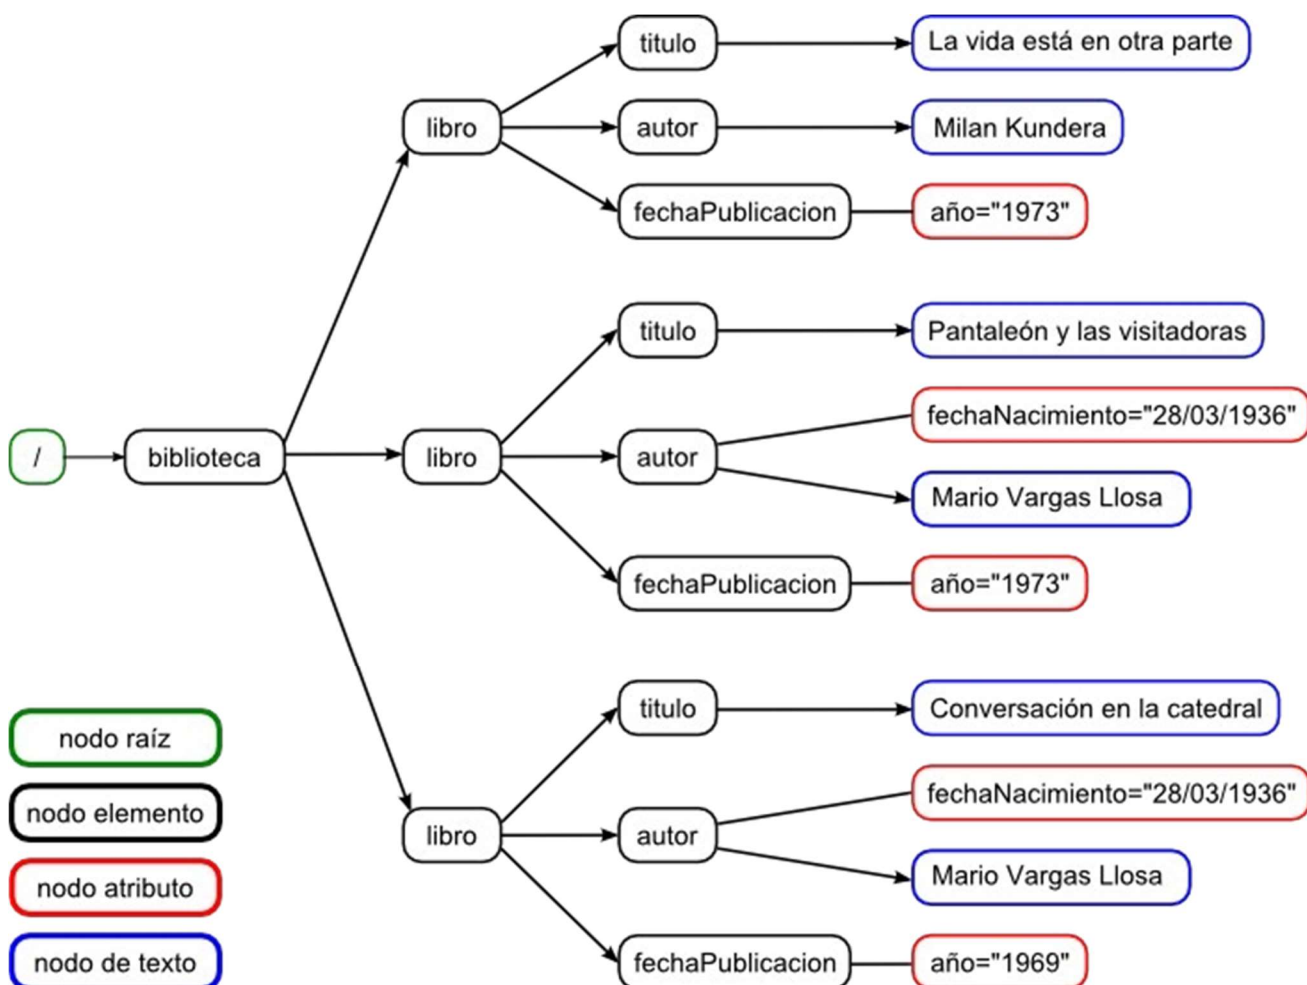 titulo
La vida está en otra parte
libro
autor
Milan Kundera
fechaPublicacion
año="1973"
titulo
Pantaleón y las visitadoras
fechaNacimiento="28/03/1936"
/
biblioteca
libro
autor
Mario Vargas Llosa
fechaPublicacion
año="1973"
titulo
Conversación en la catedral
fechaNacimiento="28/03/1936"
libro
autor
Mario Vargas Llosa
fechaPublicacion
año="1969"
nodo raíz
nodo elemento
nodo atributo
nodo de texto